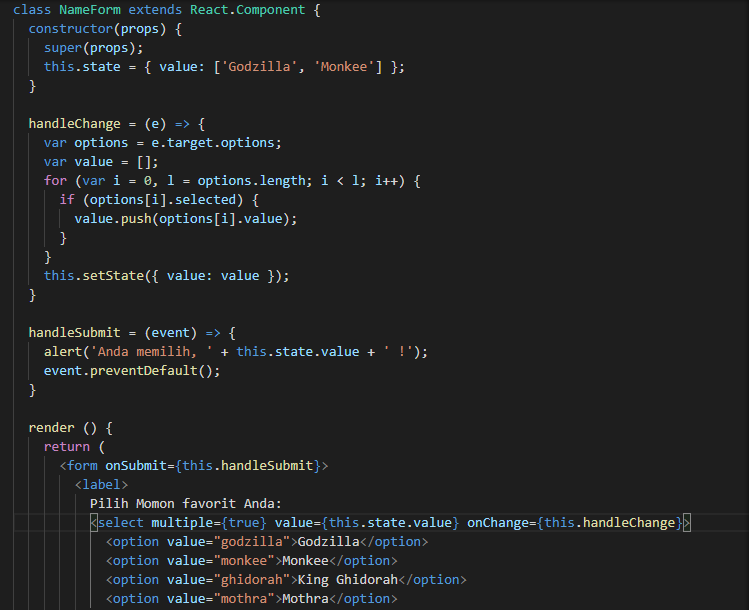 class NameForm extends React.Component {
constructor(props) {
super(props);
this.state = { value: ['Godzilla', 'Monkee'] };
}
handleChange = (e) => {
var options = e.target.options;
var value = [];
for (var i = 0, l = options.length; i < l; i++) {
if (options[i].selected) {
value.push(options[i].value);
}
}
this.setState({ value: value });
}
handleSubmit = (event) => {
alert('Anda memilih, ' + this.state.value + ' !');
event.preventDefault();
}
render () {
return (
<form onSubmit={this.handleSubmit}>
<label>
Pilih Momon favorit Anda:
<select multiple={true} value={this.state.value} onChange={this.handleChange}>
<option value="godzilla">Godzilla</option>
<option value="monkee">Monkee</option>
<option value="ghidorah">King Ghidorah</option>
<option value="mothra">Mothra</option>